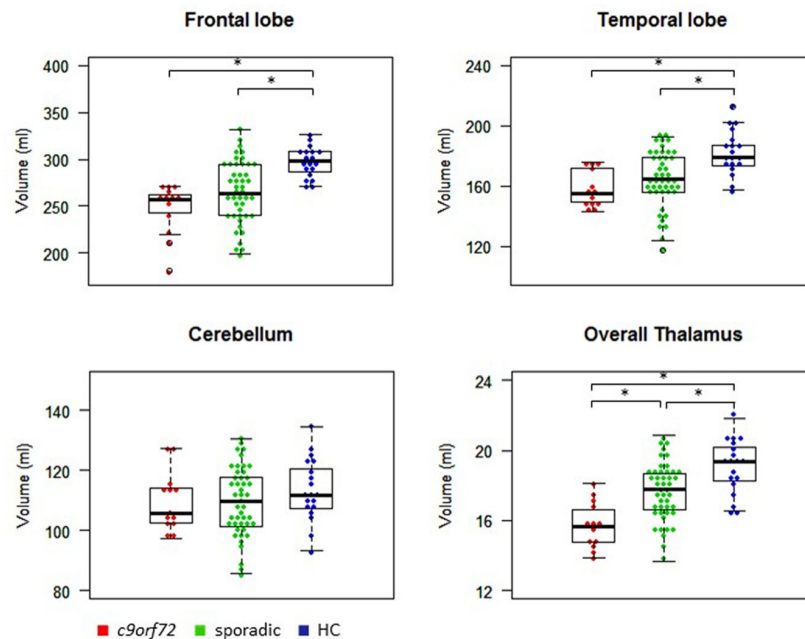 Frontal lobe
Temporal lobe
Volume (ml)
400
350
300
250
200
*
*
Volume (ml)
240
200
160
120
*
*
Cerebellum
Overall Thalamus
Volume (ml)
140
120
100
80
Volume (ml)
24
20
16
12
*
*
*
c9orf72 sporadic HC